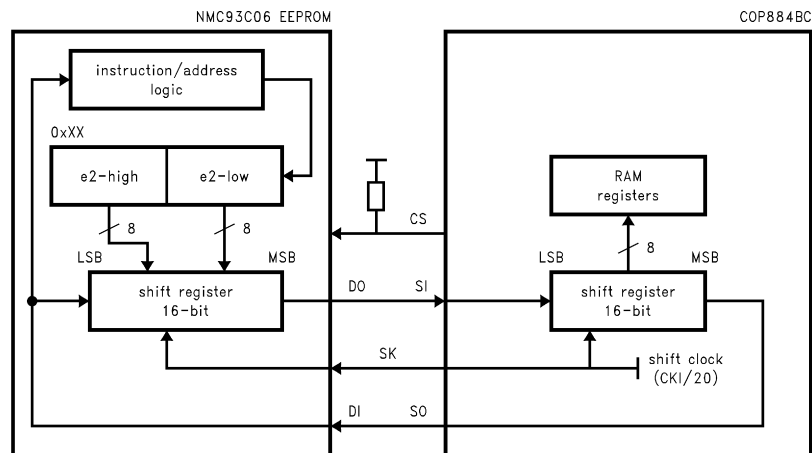 NMC93C06 EEPROM
COP884BC
instruction/address
logic
0xXX
e2-high
e2-low
RAM
registers
CS
8
8
8
LSB
MSB
LSB
MSB
shift register
16-bit
DO
SI
shift register
16-bit
SK
shift clock
(CKI/20)
DI
SO